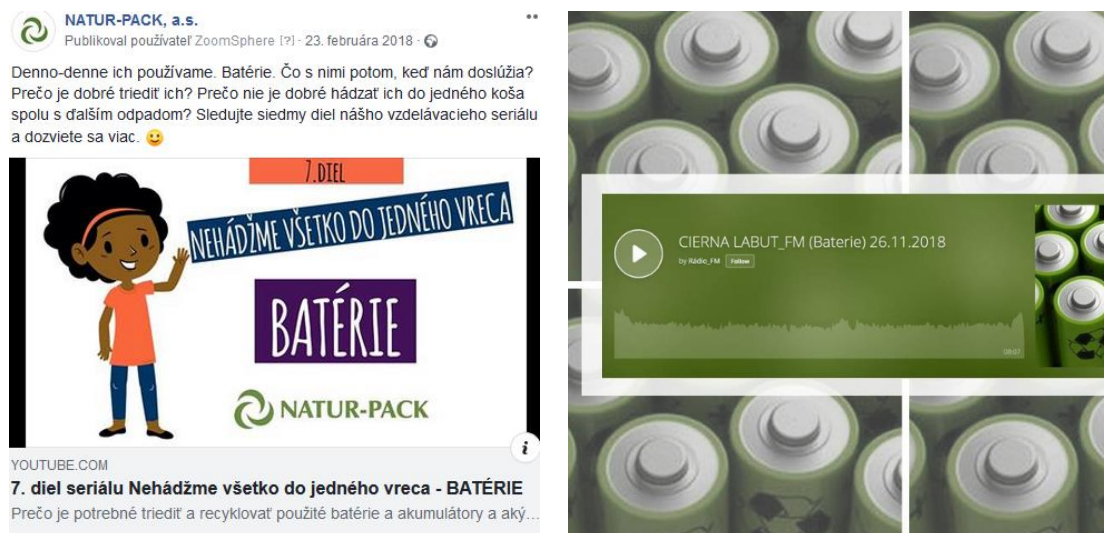 NATUR-PACK, a.s.
Publikoval používateľ ZoomSphere [?] · 23. februára 2018 ·
Denno-denne ich používame. Batérie. Čo s nimi potom, keď nám doslúžia?
Prečo je dobré triediť ich? Prečo nie je dobré hádzať ich do jedného koša
spolu s ďalším odpadom? Sledujte siedmy diel nášho vzdelávacieho seriálu
a dozviete sa viac.
7. DIEL
NEHÁDŽME VŠETKO DO JEDNÉHO VRECA
BATÉRIE
NATUR-PACK
i
YOUTUBE.COM
7. diel seriálu Nehádžme všetko do jedného vreca - BATÉRIE
Prečo je potrebné triediť a recyklovať použité batérie a akumulátory a aký...
CIERNA LABUT_FM (Baterie) 26.11.2018
by Rádio_FM Follow
08:07